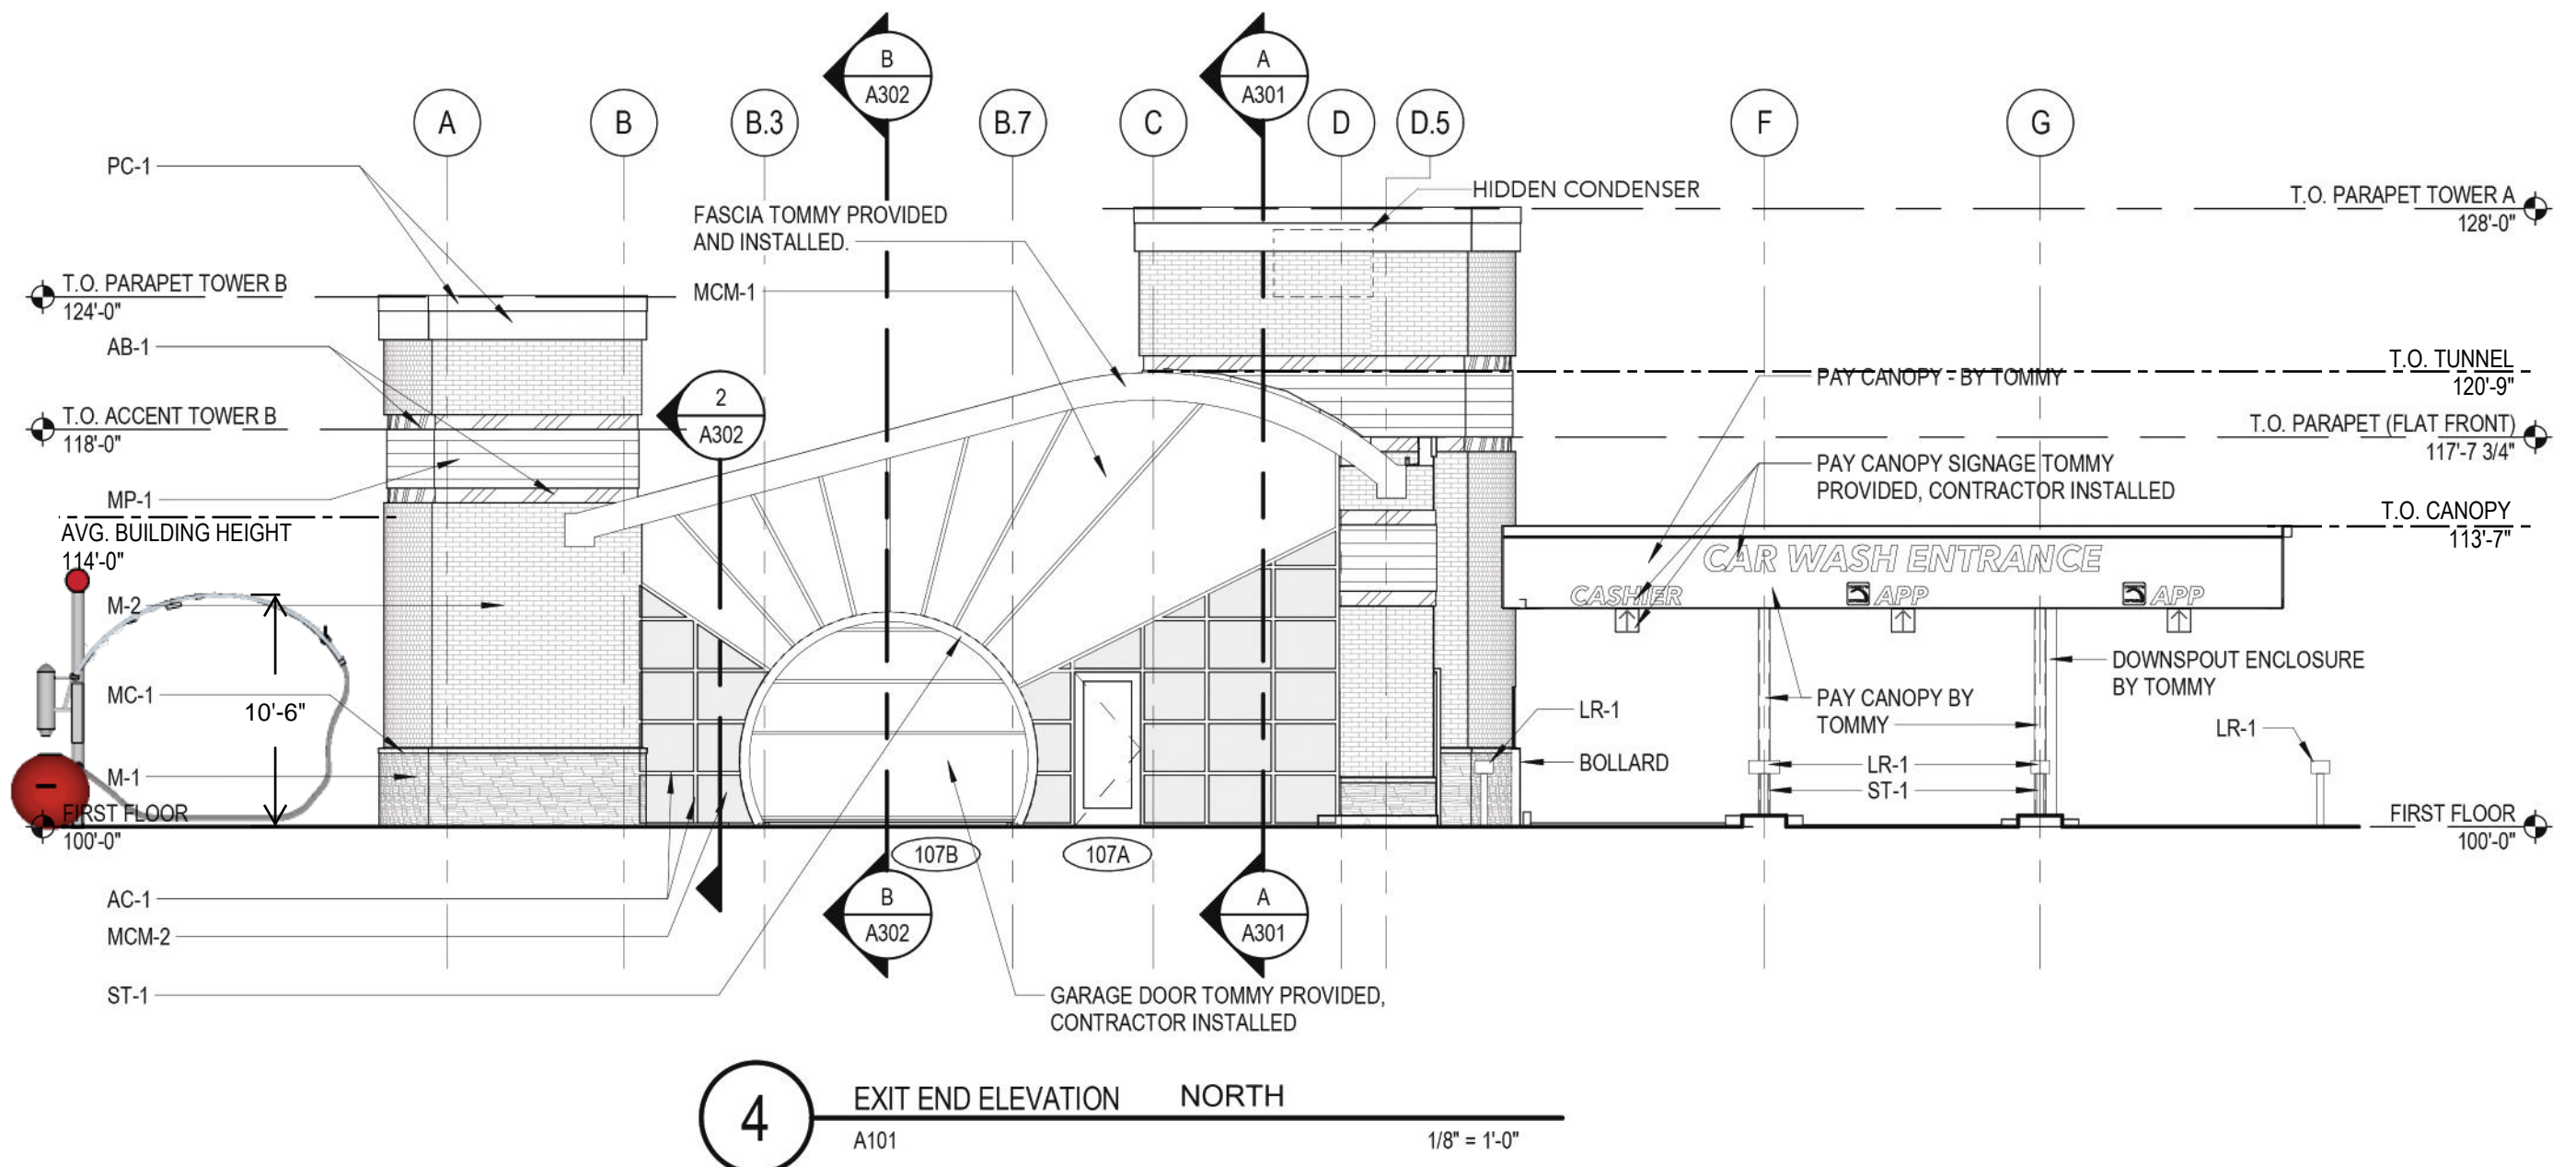 B
A302
A
A301
A
B
B.3
B.7
C
D
D.5
F
G
PC-1
FASCIA TOMMY PROVIDED
AND INSTALLED.
HIDDEN CONDENSER
T.O. PARAPET TOWER A
128'-0"
T.O. PARAPET TOWER B
124'-0"
MCM-1
AB-1
T.O. TUNNEL
120'-9"
PAY CANOPY - BY TOMMY
T.O. ACCENT TOWER B
118'-0"
2
A302
T.O. PARAPET (FLAT FRONT)
117'-7 3/4"
PAY CANOPY SIGNAGE TOMMY
PROVIDED, CONTRACTOR INSTALLED
MP-1
AVG. BUILDING HEIGHT
114'-0"
T.O. CANOPY
113'-7"
CAR WASH ENTRANCE
CASHIER
APP
APP
M-2
DOWNSPOUT ENCLOSURE
BY TOMMY
MC-1
10'-6"
PAY CANOPY BY
TOMMY
LR-1
LR-1
M-1
BOLLARD
LR-1
ST-1
FIRST FLOOR
100'-0"
FIRST FLOOR
100'-0"
107B
107A
AC-1
B
A302
A
A301
MCM-2
ST-1
GARAGE DOOR TOMMY PROVIDED,
CONTRACTOR INSTALLED
4
EXIT END ELEVATION NORTH
A101
1/8" = 1'-0"